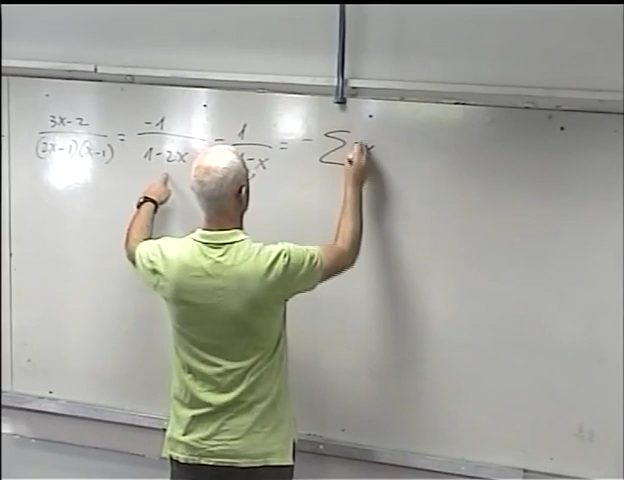 3x-2 / (2x-1)(x-1) = -1 / 1-2x - 1 / 1-x = - ∑